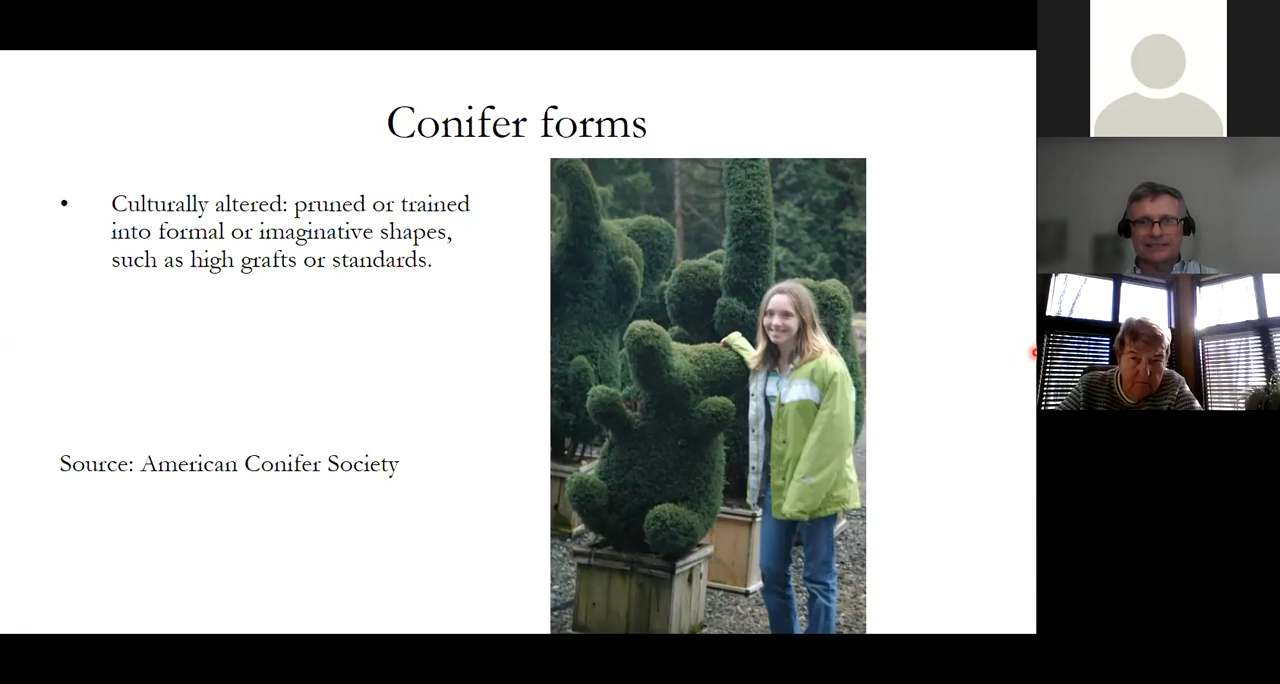 Conifer forms
• Culturally altered: pruned or trained
into formal or imaginative shapes,
such as high grafts or standards.
Source: American Conifer Society